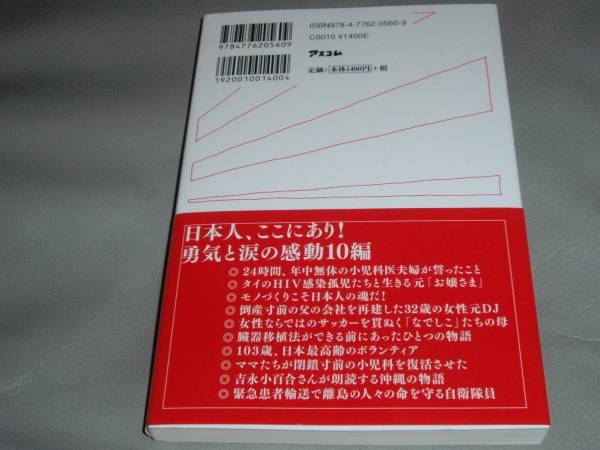 ISBN978-4-7762-0560-9
C0010 ¥1400E
アスコム
定価:本体1400円+税
9784776205609
1920010014004
日本人、ここにあり!
勇気と涙の感動10編
◎24時間、年中無休の小児科医夫婦が誓ったこと
◎タイのHIV感染孤児たちと生きる元「お嬢さま」
◎モノづくりこそ日本人の魂だ!
◎倒産寸前の父の会社を再建した32歳の女性元DJ
◎女性ならではのサッカーを貫ぬく「なでしこ」たちの母
◎臓器移植法ができる前にあったひとつの物語
◎103歳、日本最高齢のボランティア
◎ママたちが閉鎖寸前の小児科を復活させた
◎吉永小百合さんが朗読する沖縄の物語
◎緊急患者輸送で離島の人々の命を守る自衛隊員